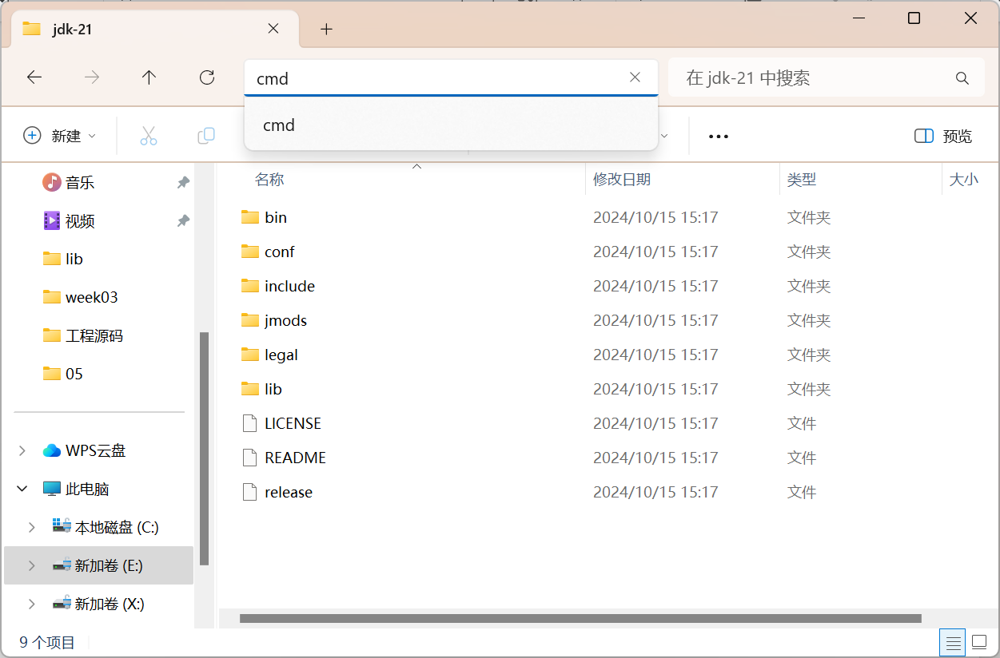 jdk-21
cmd
在 jdk-21 中搜索
cmd
新建
预览
音乐
视频
lib
week03
工程源码
05
WPS云盘
此电脑
本地磁盘 (C:)
新加卷 (E:)
新加卷 (X:)
名称 修改日期 类型 大小
bin 2024/10/15 15:17 文件夹
conf 2024/10/15 15:17 文件夹
include 2024/10/15 15:17 文件夹
jmods 2024/10/15 15:17 文件夹
legal 2024/10/15 15:17 文件夹
lib 2024/10/15 15:17 文件夹
LICENSE 2024/10/15 15:17 文件
README 2024/10/15 15:17 文件
release 2024/10/15 15:17 文件
9 个项目